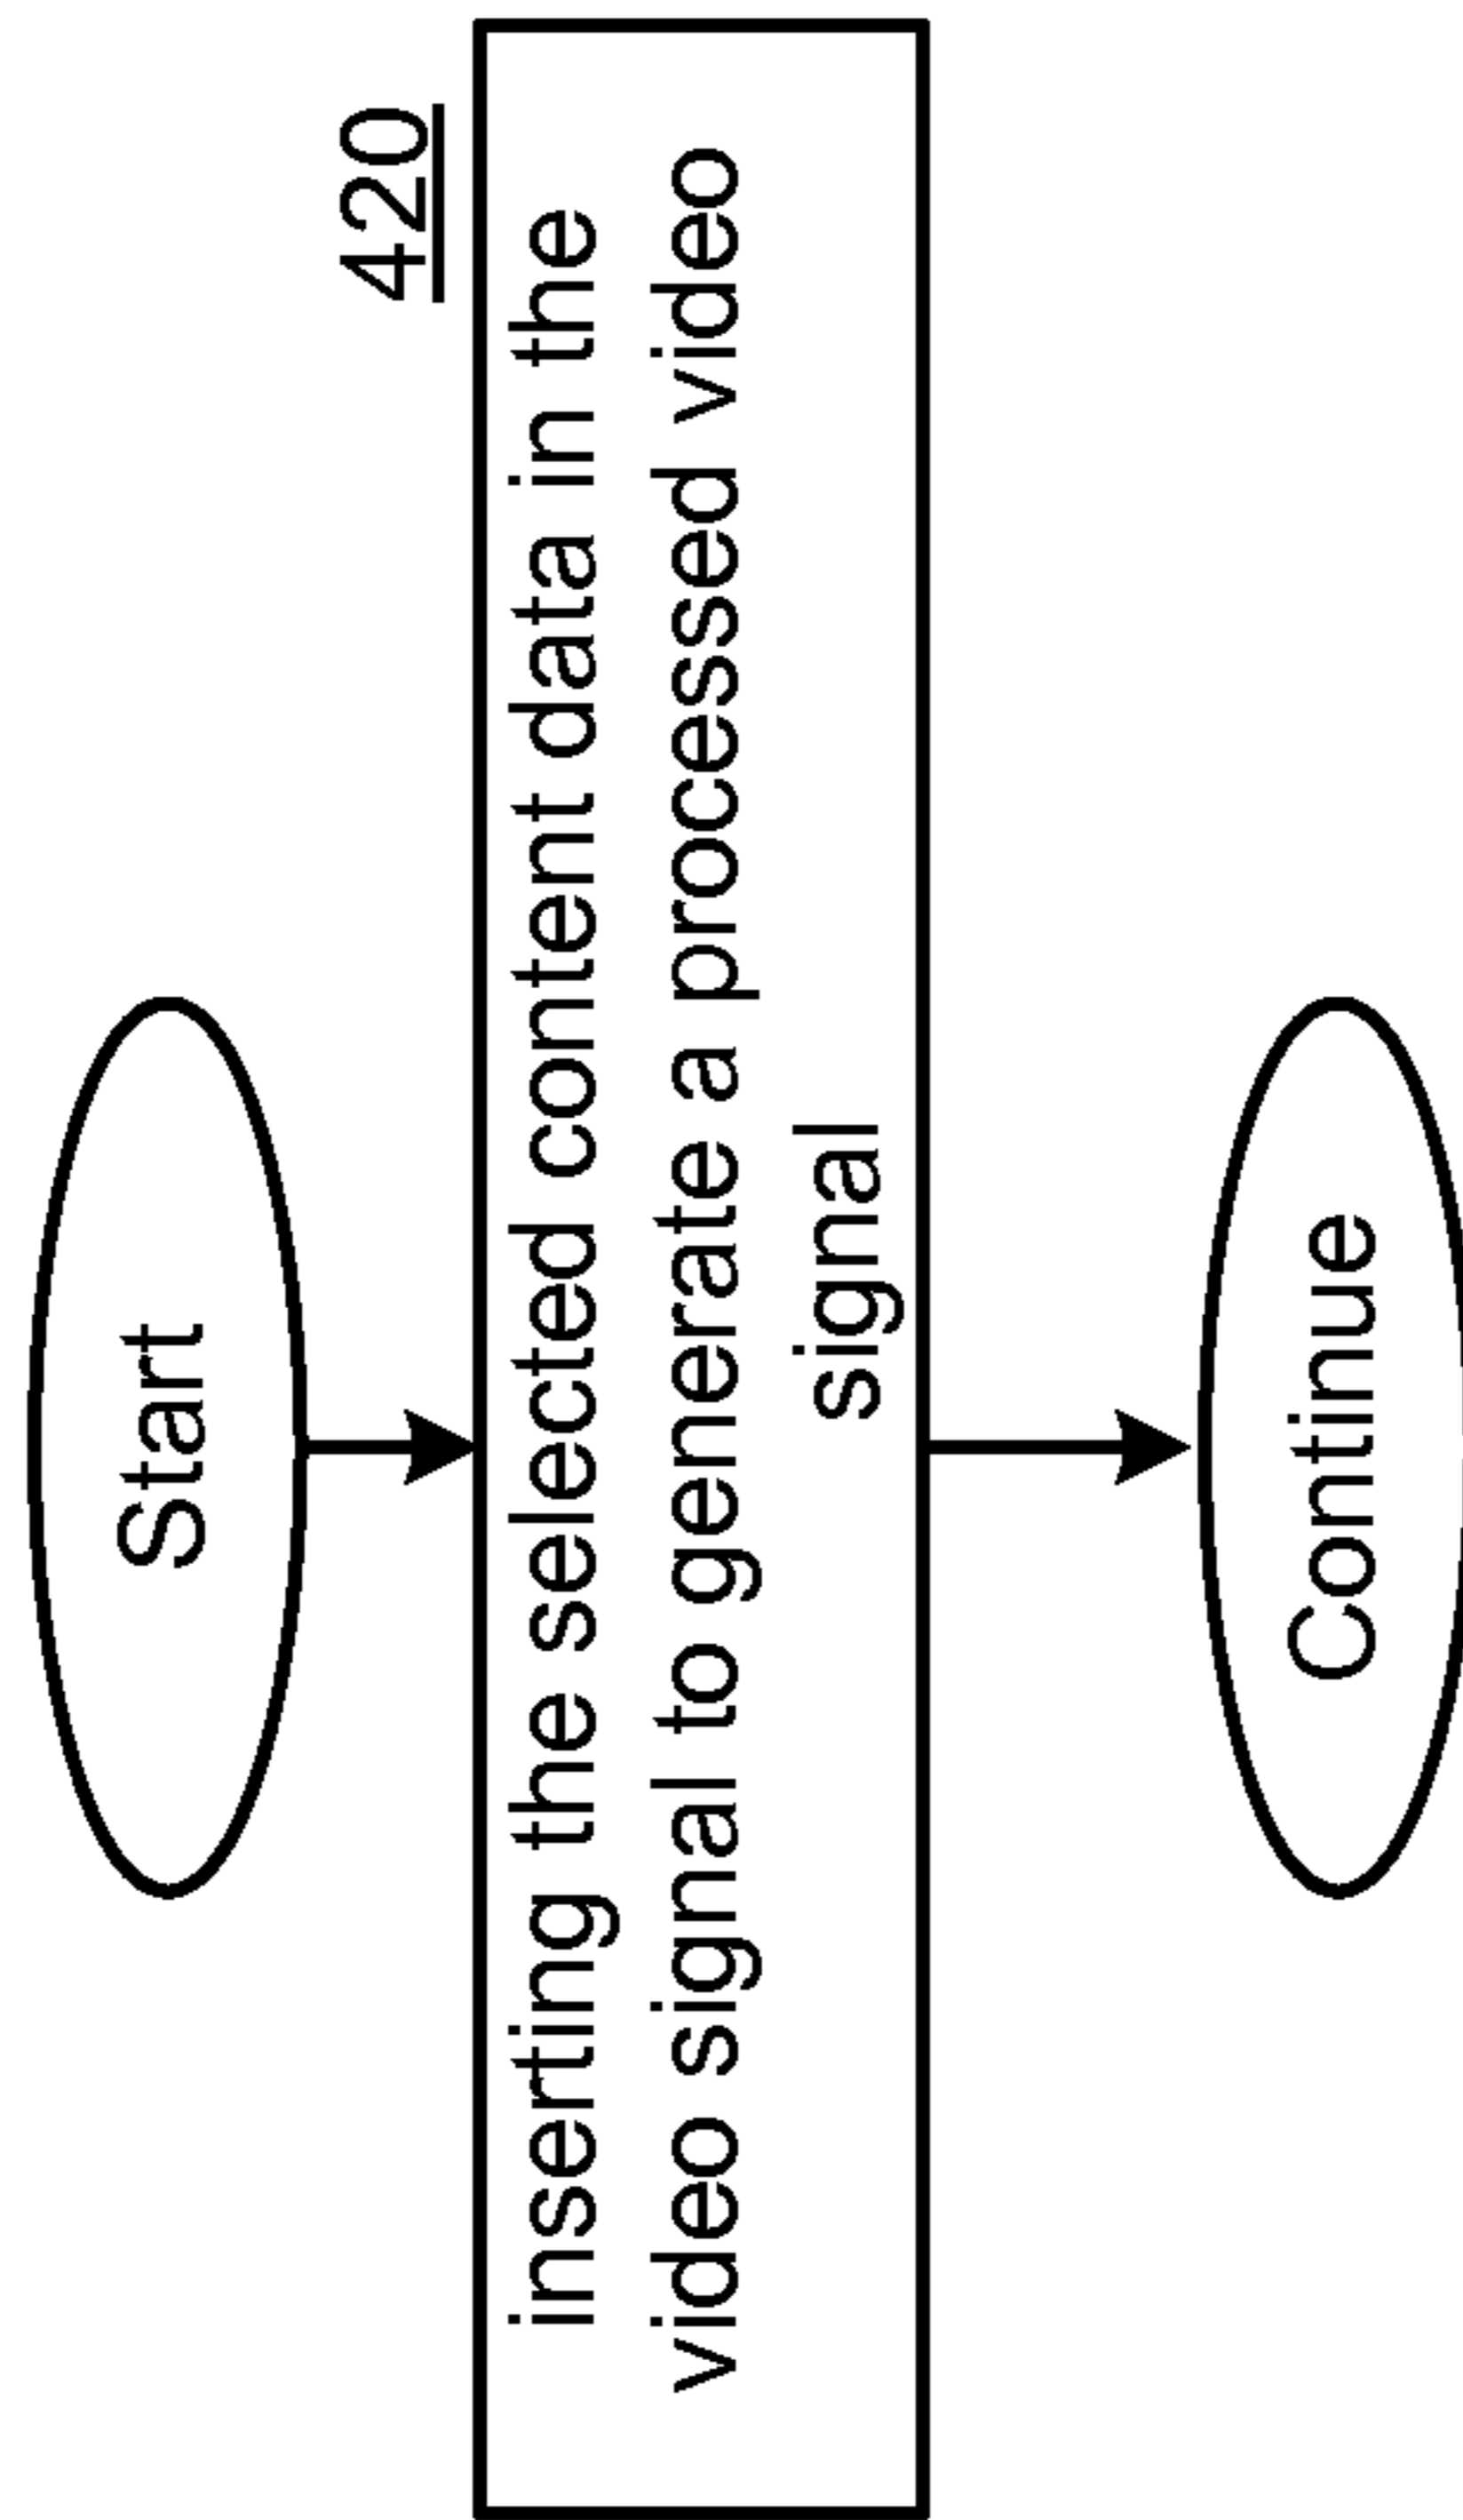 Start
420
inserting the selected content data in the
video signal to generate a processed video
signal
Continue